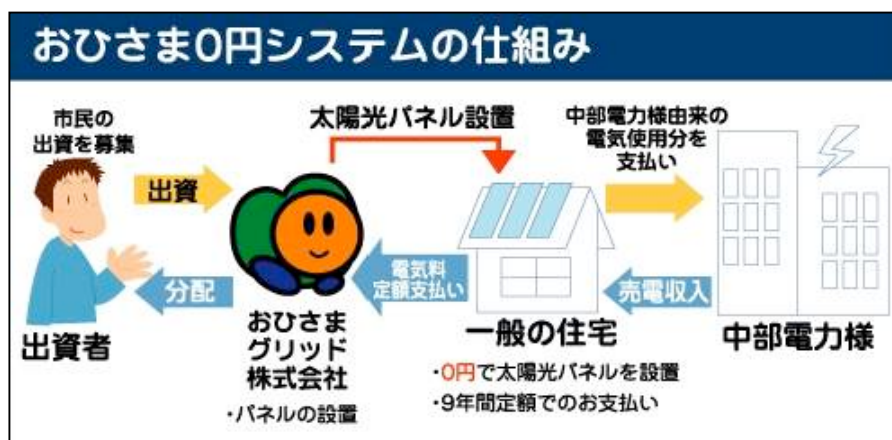 おひさま0円システムの仕組み
市民の
出資を募集
太陽光パネル設置
中部電力様由来の
電気使用分を
支払い
出資
分配
電気料
定額支払い
売電収入
出資者
おひさま
グリッド
株式会社
・パネルの設置
一般の住宅
・0円で太陽光パネルを設置
・9年間定額でのお支払い
中部電力様